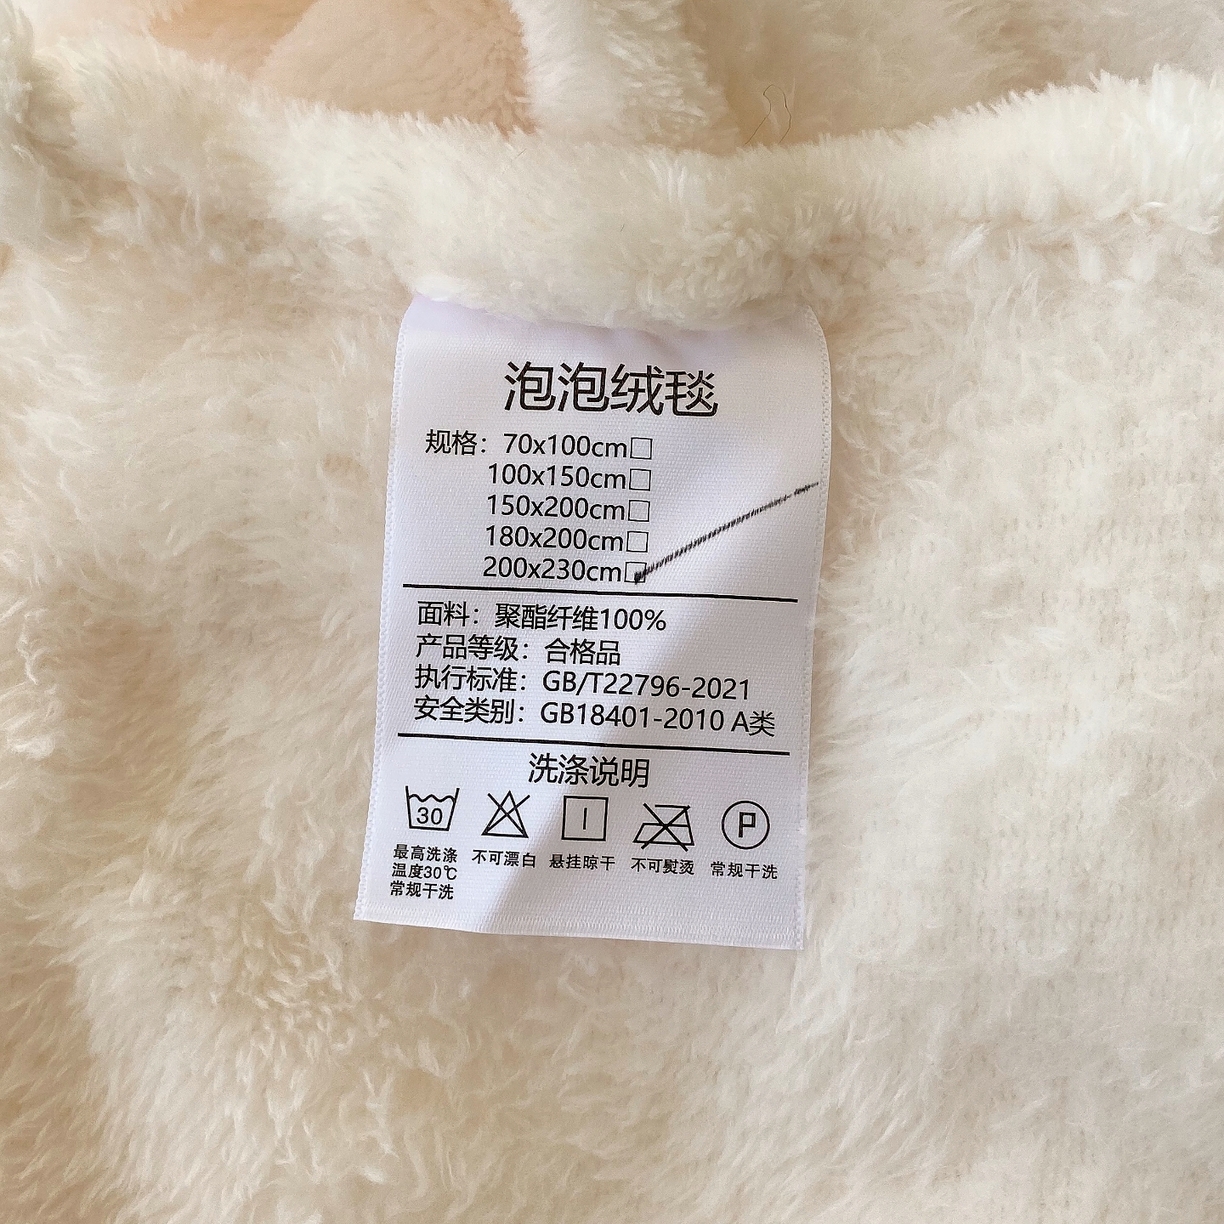 泡泡绒毯
规格：70x100cm□
100x150cm□
150x200cm□
180x200cm□
200x230cm□
面料：聚酯纤维100%
产品等级：合格品
执行标准：GB/T22796-2021
安全类别：GB18401-2010 A类
洗涤说明
30 P
最高洗涤 不可漂白 悬挂晾干 不可熨烫 常规干洗
温度30℃
常规干洗